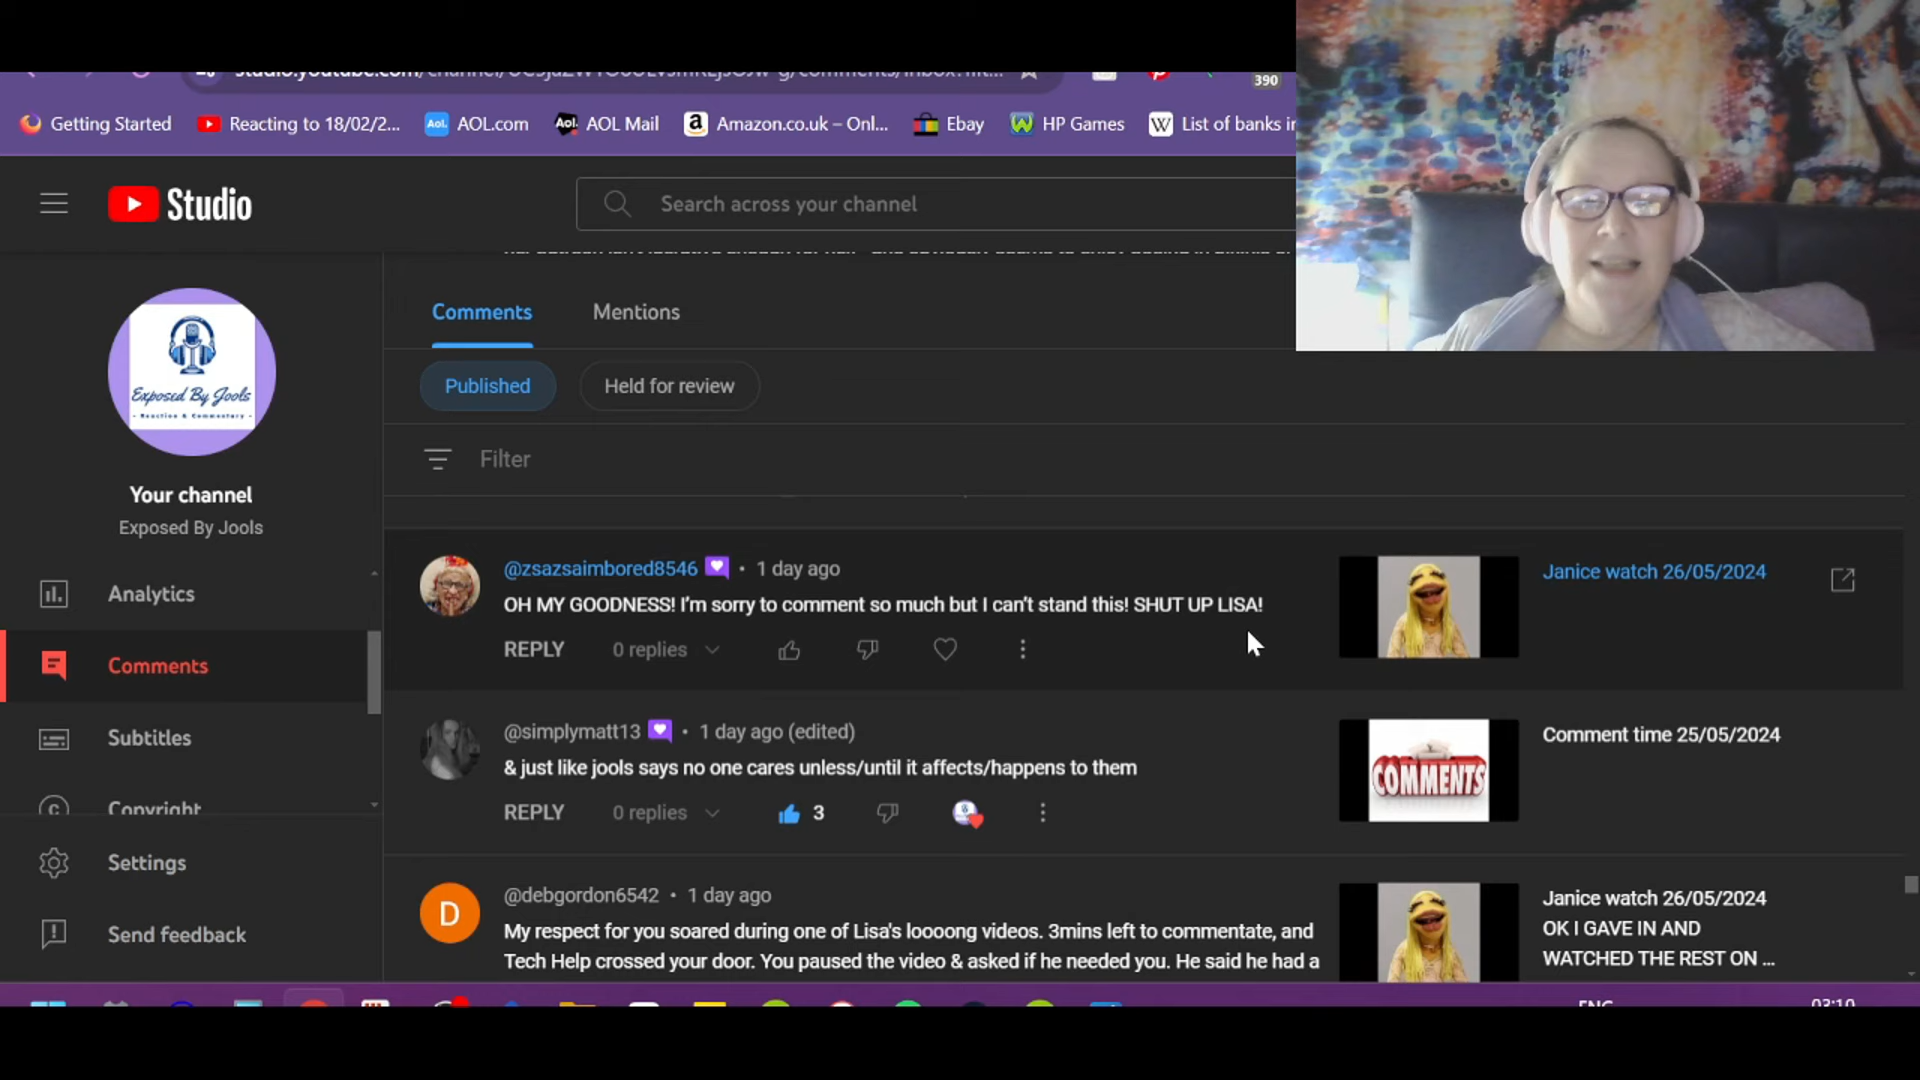 390
Getting Started
Reacting to 18/02/2...
Aol. AOL.com
Aol. AOL Mail
a Amazon.co.uk – Onl...
Ebay
HP Games
W List of banks in
Studio
Search across your channel
Comments
Mentions
Published
Held for review
Filter
Exposed By Jools
- Reaction & Commentary -
Your channel
Exposed By Jools
Analytics
Comments
Subtitles
Copyright
Settings
Send feedback
@zsazsaimbored8546 • 1 day ago
OH MY GOODNESS! I'm sorry to comment so much but I can't stand this! SHUT UP LISA!
REPLY 0 replies
Janice watch 26/05/2024
@simplymatt13 • 1 day ago (edited)
& just like jools says no one cares unless/until it affects/happens to them
REPLY 0 replies 3
COMMENTS
Comment time 25/05/2024
D
@debgordon6542 • 1 day ago
My respect for you soared during one of Lisa's loooong videos. 3mins left to commentate, and
Tech Help crossed your door. You paused the video & asked if he needed you. He said he had a
Janice watch 26/05/2024
OK I GAVE IN AND
WATCHED THE REST ON ...
ENG
03:10